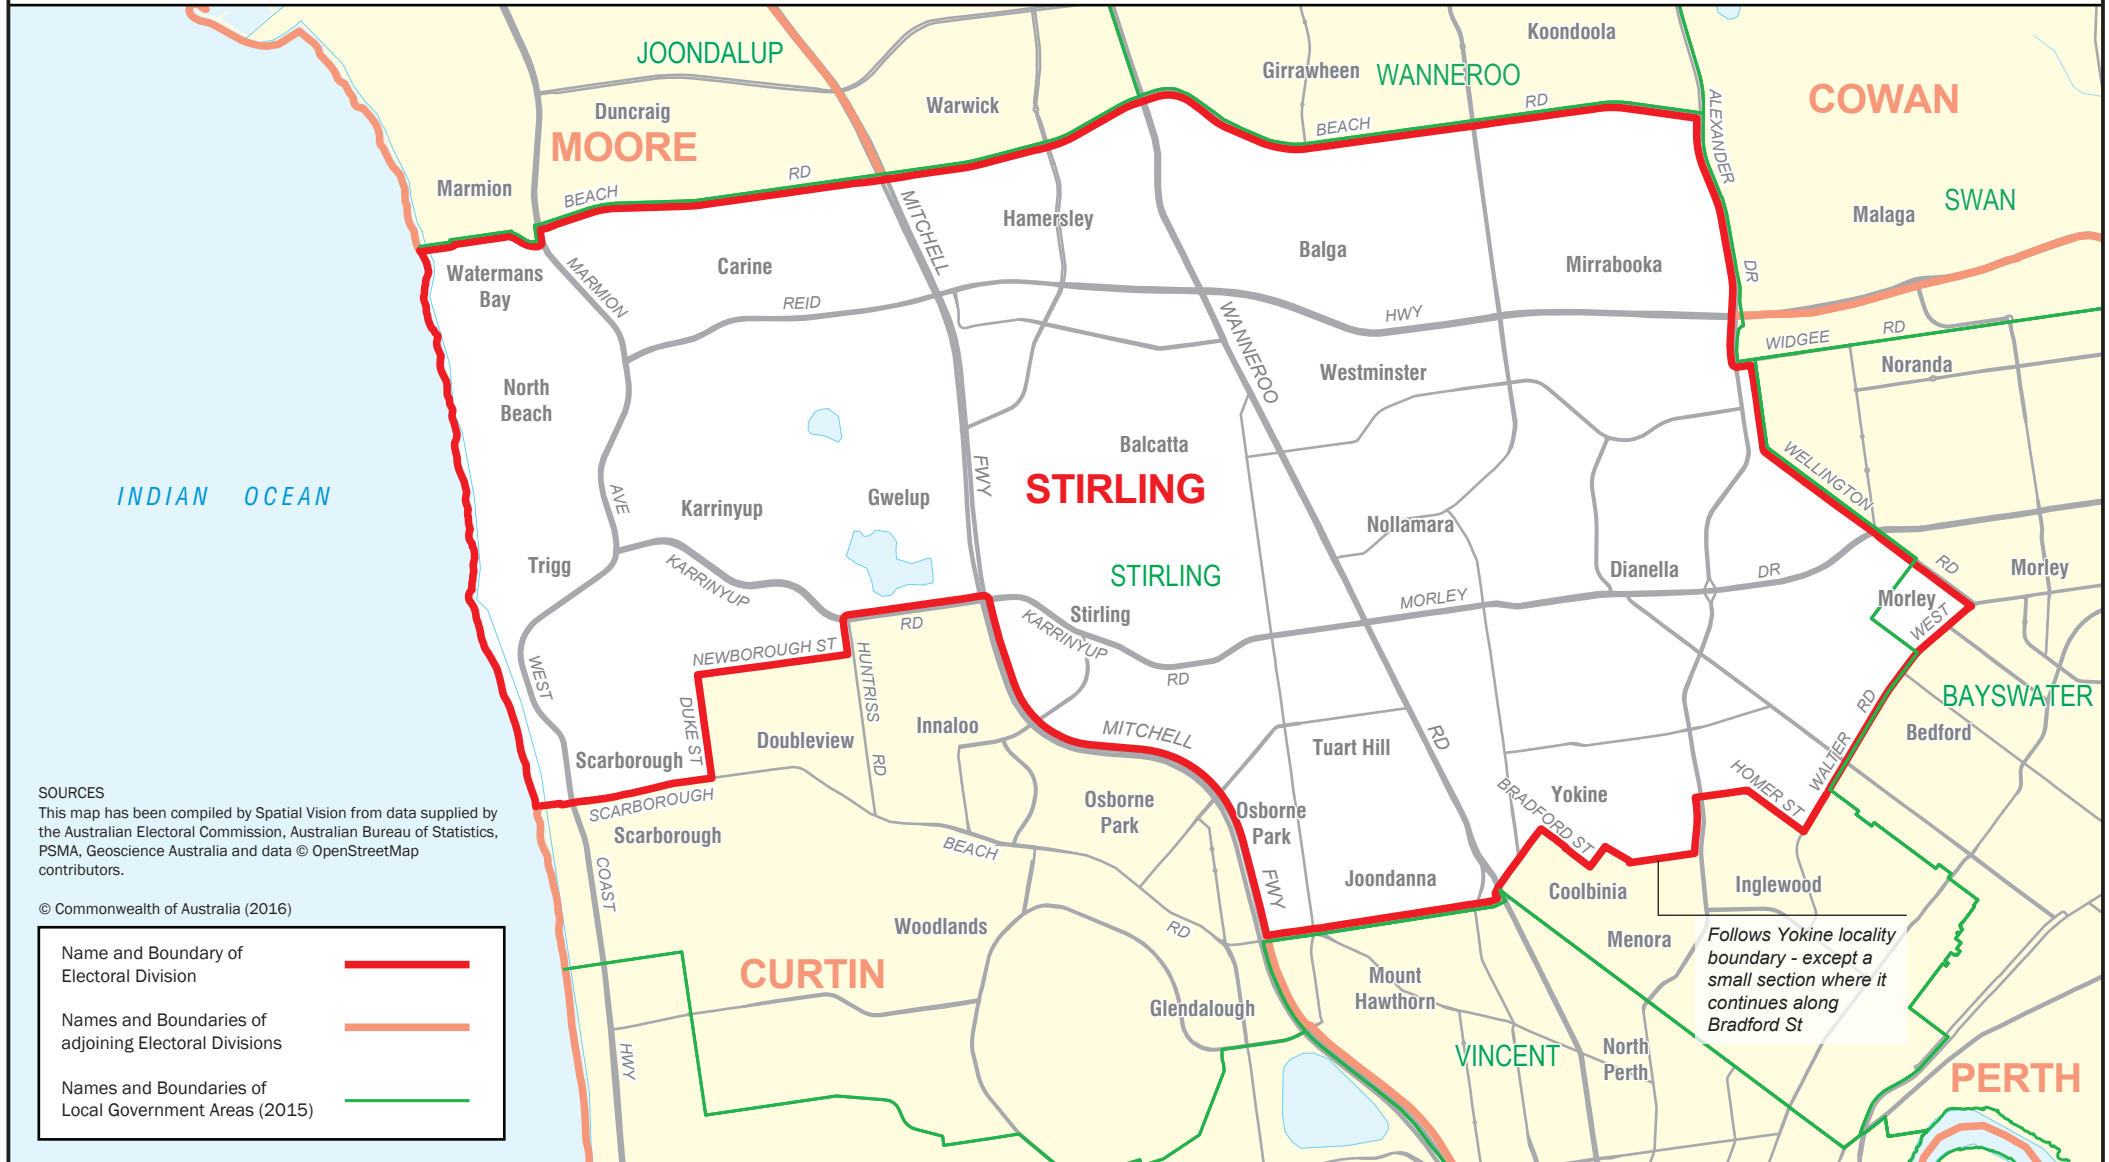 JOONDALUP
Koondoola
Girrawheen
WANNEROO
COWAN
Duncraig
Warwick
RD
ALEXANDER
BEACH
MOORE
RD
Marmion
BEACH
MITCHELL
Hamersley
SWAN
Malaga
Watermans
Bay
MARMION
Carine
Balga
Mirrabooka
DR
REID
HWY
WANNEROO
WIDGEE
RD
North
Beach
Westminster
Noranda
Balcatta
FWY
STIRLING
WELLINGTON
INDIAN OCEAN
AVE
Karrinyup
Gwelup
Nollamara
Trigg
KARRINYUP
STIRLING
Dianella
DR
RD
Morley
Morley
WEST
MORLEY
Stirling
KARRINYUP
RD
NEWBOROUGH ST
HUNTRISS
RD
WEST
DUKE ST
RD
RD
BAYSWATER
Bedford
Innaloo
MITCHELL
Doubleview
Scarborough
Tuart Hill
RD
WALTER
HOMER ST
BRADFORD ST
Yokine
SCARBOROUGH
Scarborough
Osborne
Park
Osborne
Park
BEACH
COAST
FWY
Joondanna
Coolbinia
Inglewood
Woodlands
RD
Menora
Follows Yokine locality
boundary - except a
small section where it
continues along
Bradford St
CURTIN
Mount
Hawthorn
Glendalough
HWY
VINCENT
North
Perth
PERTH
SOURCES
This map has been compiled by Spatial Vision from data supplied by
the Australian Electoral Commission, Australian Bureau of Statistics,
PSMA, Geoscience Australia and data © OpenStreetMap
contributors.
© Commonwealth of Australia (2016)
Name and Boundary of
Electoral Division
Names and Boundaries of
adjoining Electoral Divisions
Names and Boundaries of
Local Government Areas (2015)